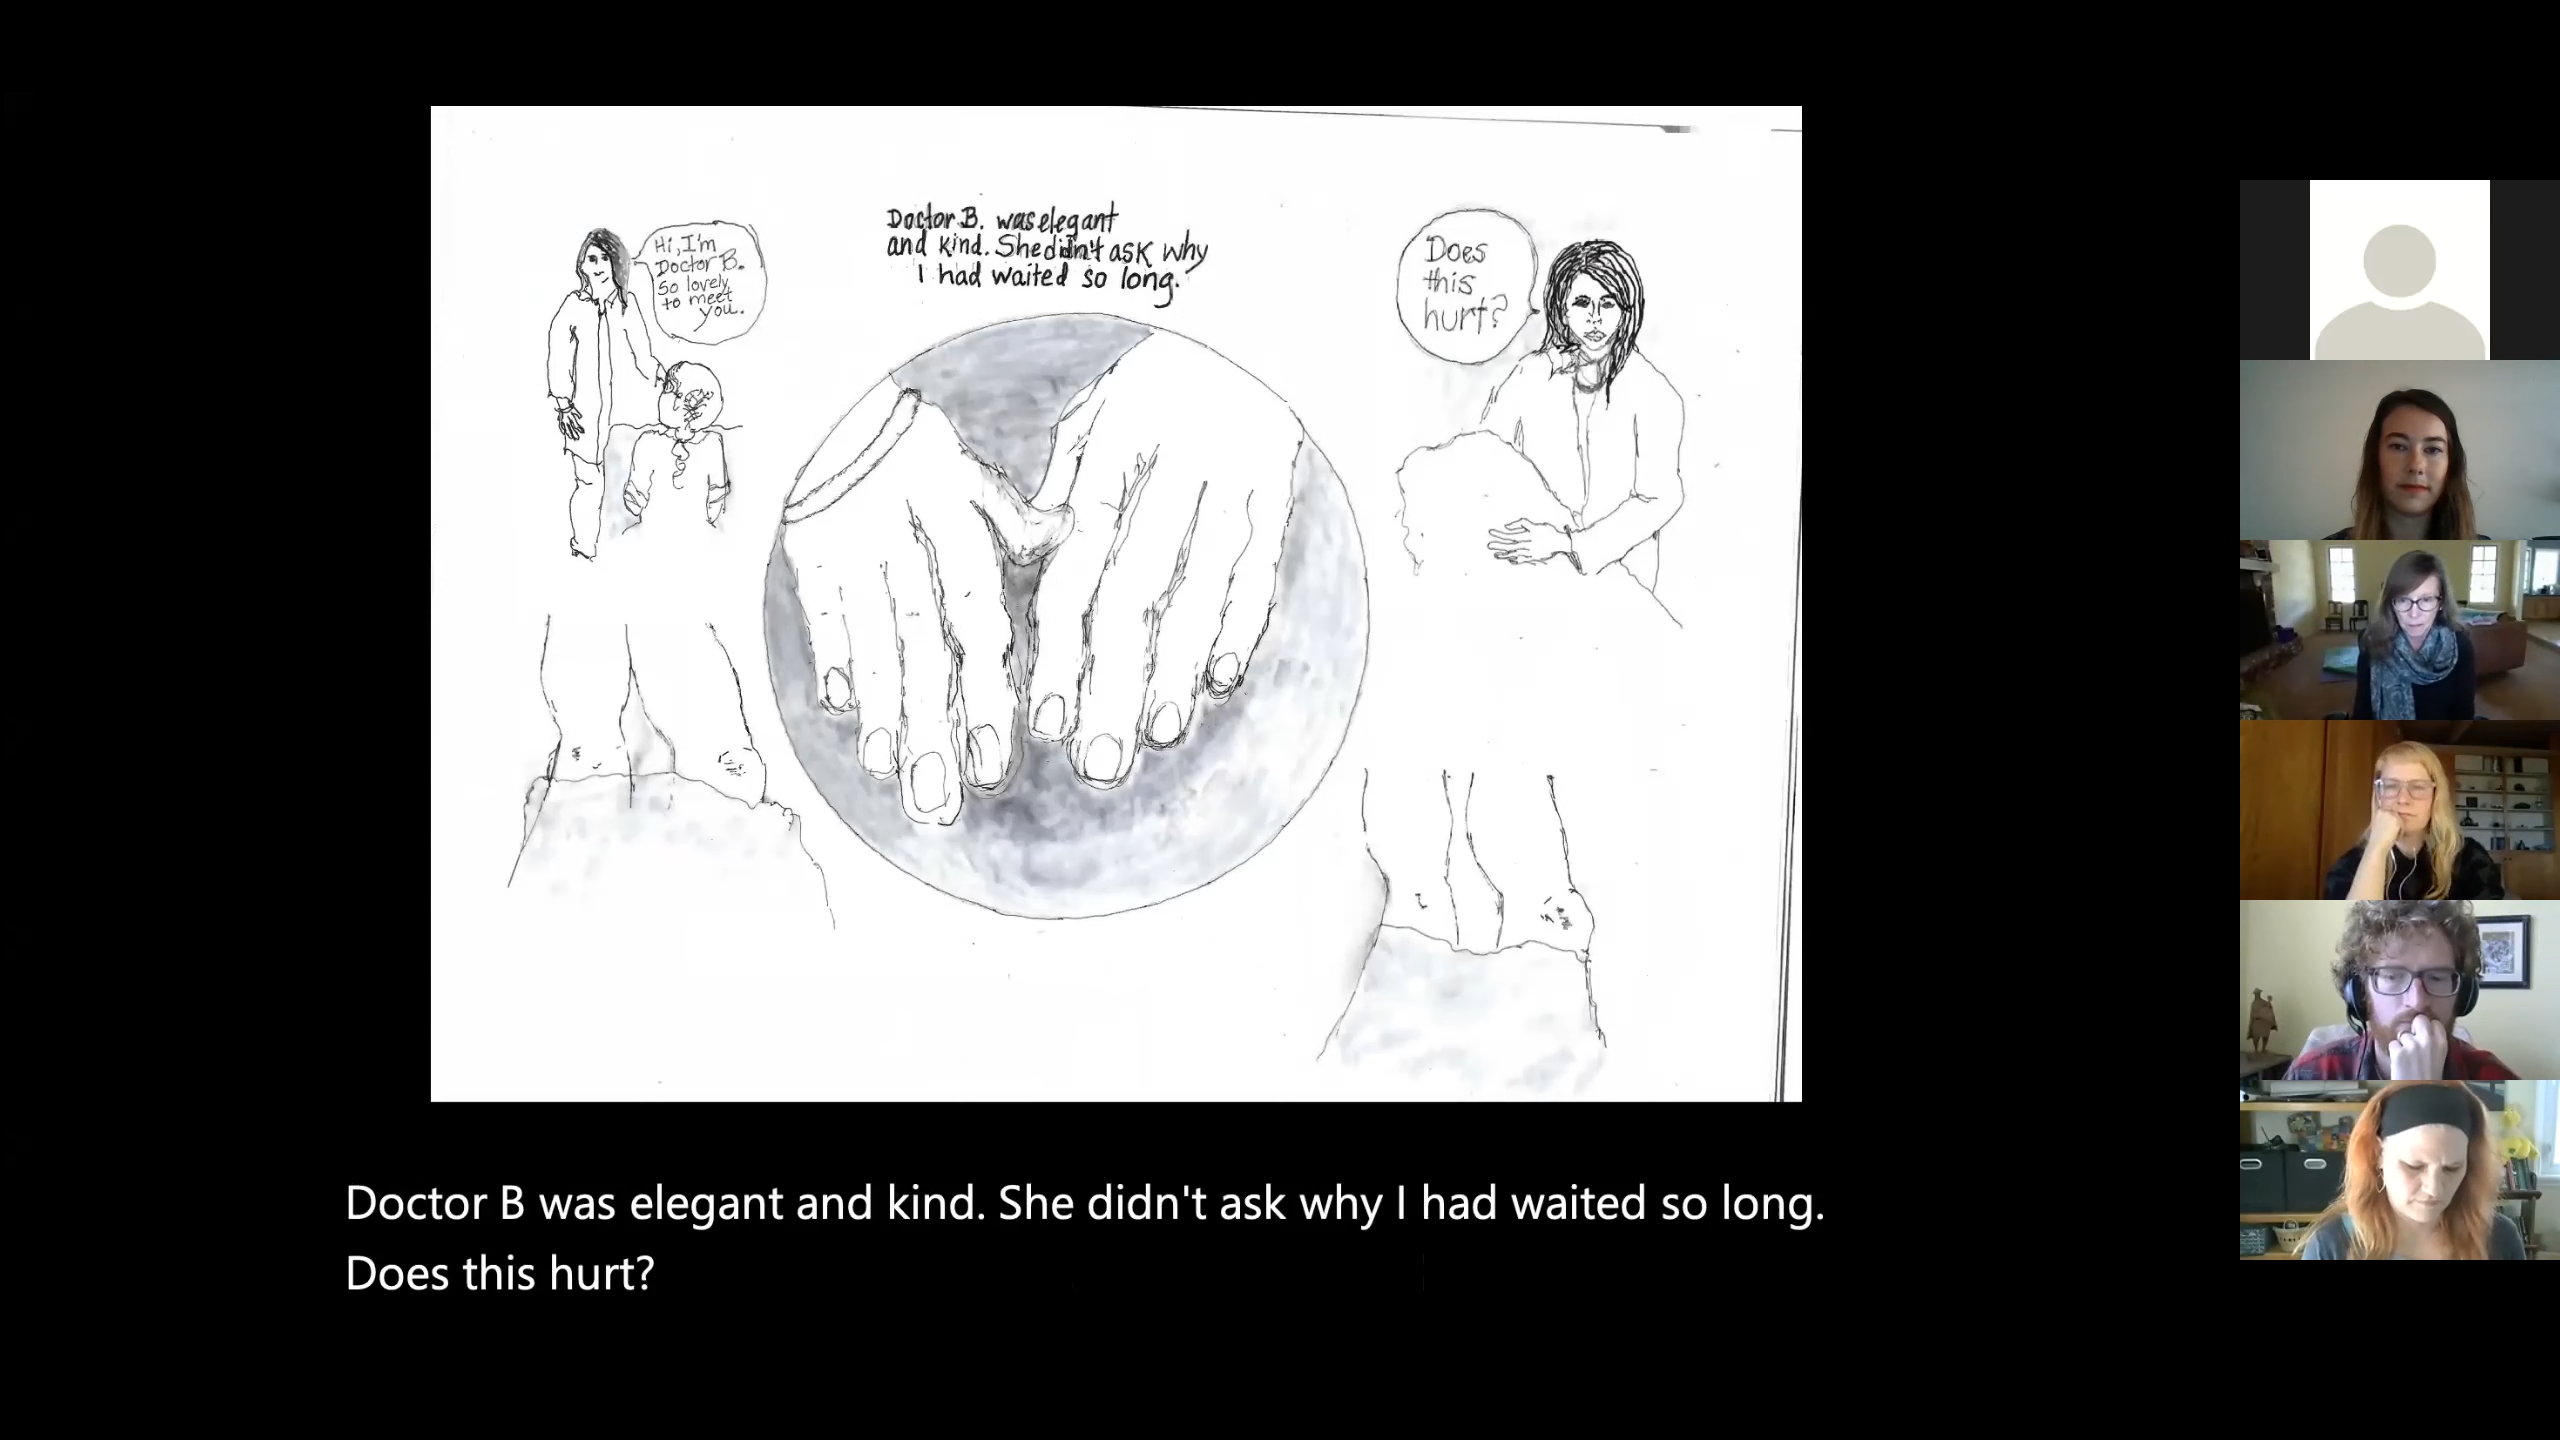 Hi, I'm
Doctor B.
So lovely
to meet
you.
Doctor B. was elegant
and kind. She didn't ask why
I had waited so long.
Does
this
hurt?
Doctor B was elegant and kind. She didn't ask why I had waited so long.
Does this hurt?